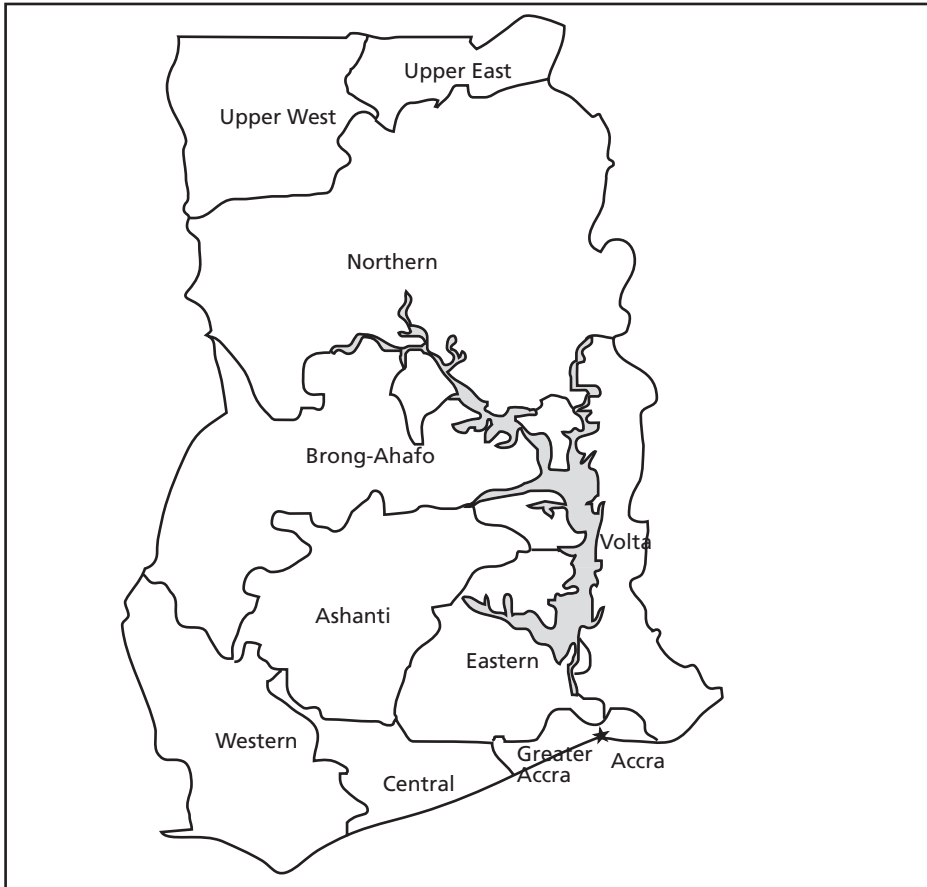 Upper East
Upper West
Northern
Brong-Ahafo
Volta
Ashanti
Eastern
Western
Greater
Accra
Accra
Central